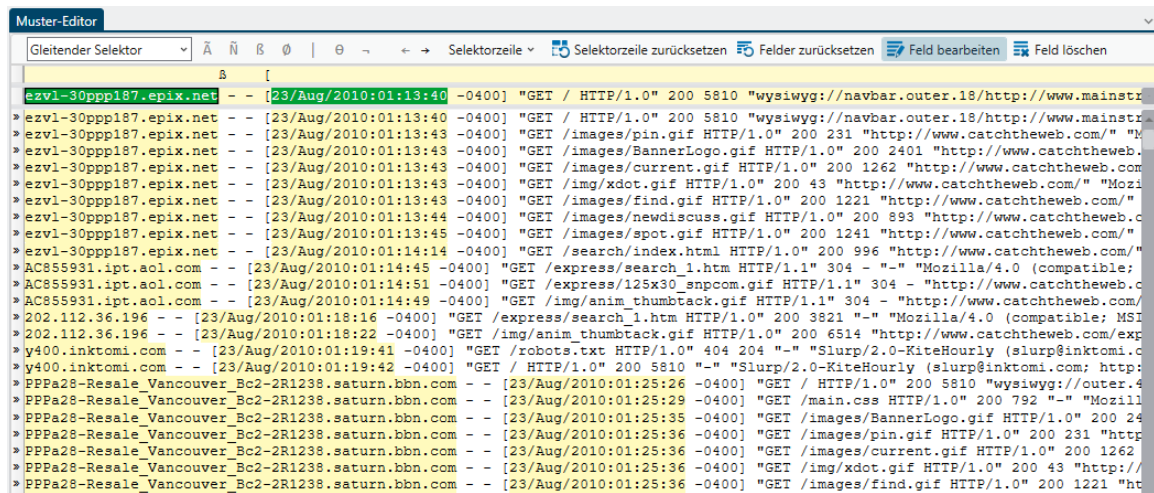 Muster-Editor
Gleitender Selektor Ã Ñ ß Ø | θ ¬ ← → Selektorzeile Selektorzeile zurücksetzen Felder zurücksetzen Feld bearbeiten Feld löschen
ß [
ezvl-30ppp187.epix.net - - [23/Aug/2010:01:13:40 -0400] "GET / HTTP/1.0" 200 5810 "wysiwyg://navbar.outer.18/http://www.mainstr
» ezvl-30ppp187.epix.net - - [23/Aug/2010:01:13:40 -0400] "GET / HTTP/1.0" 200 5810 "wysiwyg://navbar.outer.18/http://www.mainstr
» ezvl-30ppp187.epix.net - - [23/Aug/2010:01:13:43 -0400] "GET /images/pin.gif HTTP/1.0" 200 231 "http://www.catchtheweb.com/" "M
» ezvl-30ppp187.epix.net - - [23/Aug/2010:01:13:43 -0400] "GET /images/BannerLogo.gif HTTP/1.0" 200 2401 "http://www.catchtheweb.
» ezvl-30ppp187.epix.net - - [23/Aug/2010:01:13:43 -0400] "GET /images/current.gif HTTP/1.0" 200 1262 "http://www.catchtheweb.com
» ezvl-30ppp187.epix.net - - [23/Aug/2010:01:13:43 -0400] "GET /img/xdot.gif HTTP/1.0" 200 43 "http://www.catchtheweb.com/" "Mozi
» ezvl-30ppp187.epix.net - - [23/Aug/2010:01:13:43 -0400] "GET /images/find.gif HTTP/1.0" 200 1221 "http://www.catchtheweb.com/"
» ezvl-30ppp187.epix.net - - [23/Aug/2010:01:13:44 -0400] "GET /images/newdiscuss.gif HTTP/1.0" 200 893 "http://www.catchtheweb.c
» ezvl-30ppp187.epix.net - - [23/Aug/2010:01:13:43 -0400] "GET /images/spot.gif HTTP/1.0" 200 1241 "http://www.catchtheweb.com/"
» ezvl-30ppp187.epix.net - - [23/Aug/2010:01:14:14 -0400] "GET /search/index.html HTTP/1.0" 200 996 "http://www.catchtheweb.com/"
» AC855931.ipt.aol.com - - [23/Aug/2010:01:14:45 -0400] "GET /express/search_1.htm HTTP/1.1" 304 - "-" "Mozilla/4.0 (compatible;
» AC855931.ipt.aol.com - - [23/Aug/2010:01:14:51 -0400] "GET /express/125x30_snpcom.gif HTTP/1.1" 304 - "http://www.catchtheweb.c
» AC855931.ipt.aol.com - - [23/Aug/2010:01:14:49 -0400] "GET /img/anim_thumbtack.gif HTTP/1.1" 304 - "http://www.catchtheweb.com/
» 202.112.36.196 - - [23/Aug/2010:01:18:16 -0400] "GET /express/search_1.htm HTTP/1.0" 200 3821 "-" "Mozilla/4.0 (compatible; MSI
» 202.112.36.196 - - [23/Aug/2010:01:18:22 -0400] "GET /img/anim_thumbtack.gif HTTP/1.0" 200 6514 "http://www.catchtheweb.com/exp
» y400.inktomi.com - - [23/Aug/2010:01:19:41 -0400] "GET /robots.txt HTTP/1.0" 404 204 "-" "Slurp/2.0-KiteHourly (slurp@inktomi.c
» y400.inktomi.com - - [23/Aug/2010:01:19:42 -0400] "GET / HTTP/1.0" 200 5810 "-" "Slurp/2.0-KiteHourly (slurp@inktomi.com; http:
» PPPa28-Resale_Vancouver_Bc2-2R1238.saturn.bbn.com - - [23/Aug/2010:01:25:26 -0400] "GET / HTTP/1.0" 200 5810 "wysiwyg://outer.4
» PPPa28-Resale_Vancouver_Bc2-2R1238.saturn.bbn.com - - [23/Aug/2010:01:25:29 -0400] "GET /main.css HTTP/1.0" 200 792 "-" "Mozill
» PPPa28-Resale_Vancouver_Bc2-2R1238.saturn.bbn.com - - [23/Aug/2010:01:25:35 -0400] "GET /images/BannerLogo.gif HTTP/1.0" 200 24
» PPPa28-Resale_Vancouver_Bc2-2R1238.saturn.bbn.com - - [23/Aug/2010:01:25:36 -0400] "GET /images/pin.gif HTTP/1.0" 200 231 "http
» PPPa28-Resale_Vancouver_Bc2-2R1238.saturn.bbn.com - - [23/Aug/2010:01:25:36 -0400] "GET /images/current.gif HTTP/1.0" 200 1262
» PPPa28-Resale_Vancouver_Bc2-2R1238.saturn.bbn.com - - [23/Aug/2010:01:25:36 -0400] "GET /img/xdot.gif HTTP/1.0" 200 43 "http://
» PPPa28-Resale_Vancouver_Bc2-2R1238.saturn.bbn.com - - [23/Aug/2010:01:25:36 -0400] "GET /images/find.gif HTTP/1.0" 200 1221 "ht